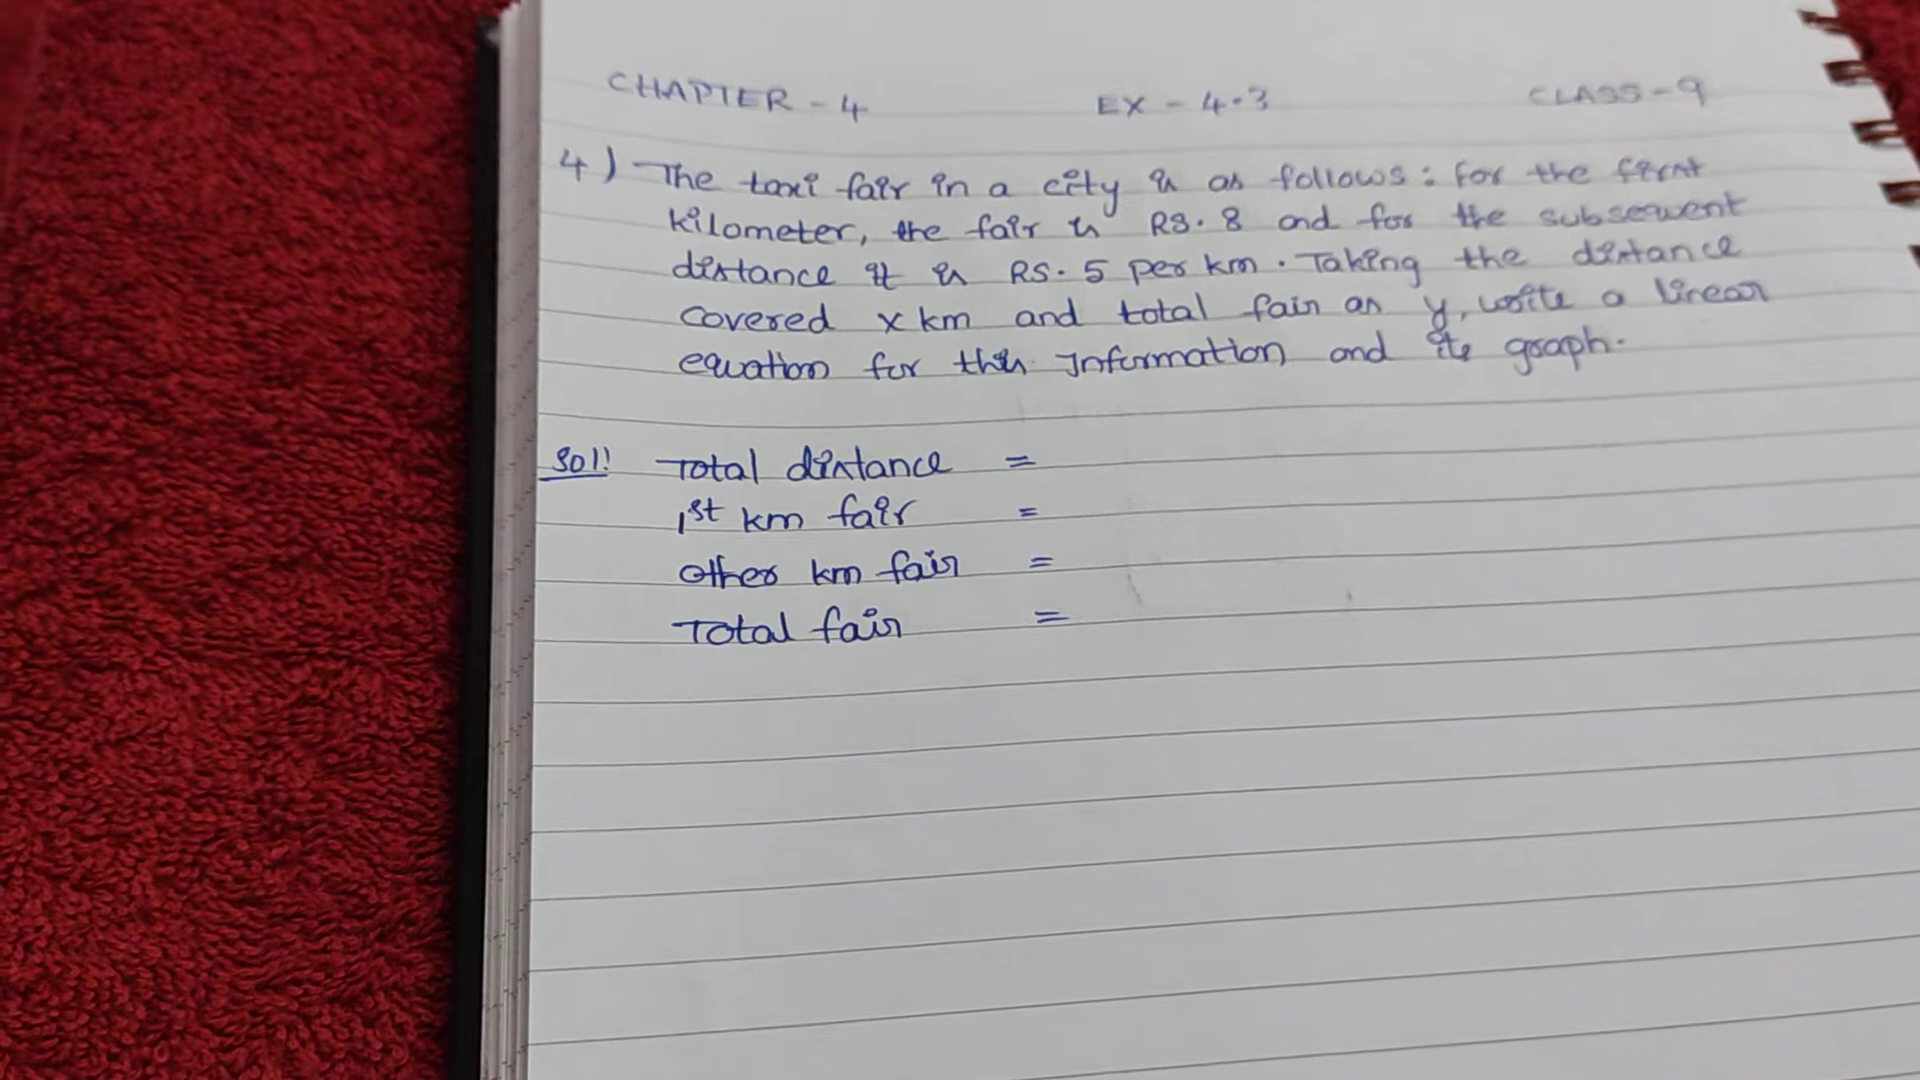 CHAPTER - 4 EX - 4.3 CLASS - 9
4) The taxi fair in a city is as follows: for the first
kilometer, the fair is RS. 8 and for the subsequent
distance it is RS. 5 per km. Taking the distance
covered x km and total fair as y, write a linear
equation for this Information and its graph.
Sol: Total distance =
1st km fair =
Other km fair =
Total fair =